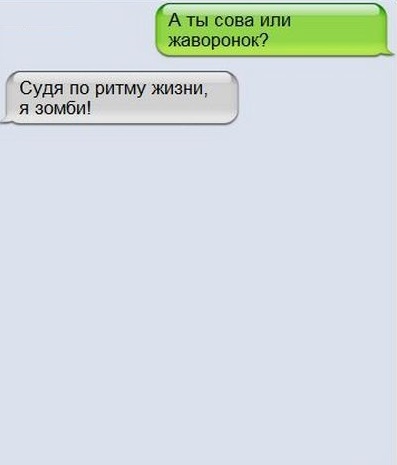 А ты сова или
жаворонок?
Судя по ритму жизни,
я зомби!